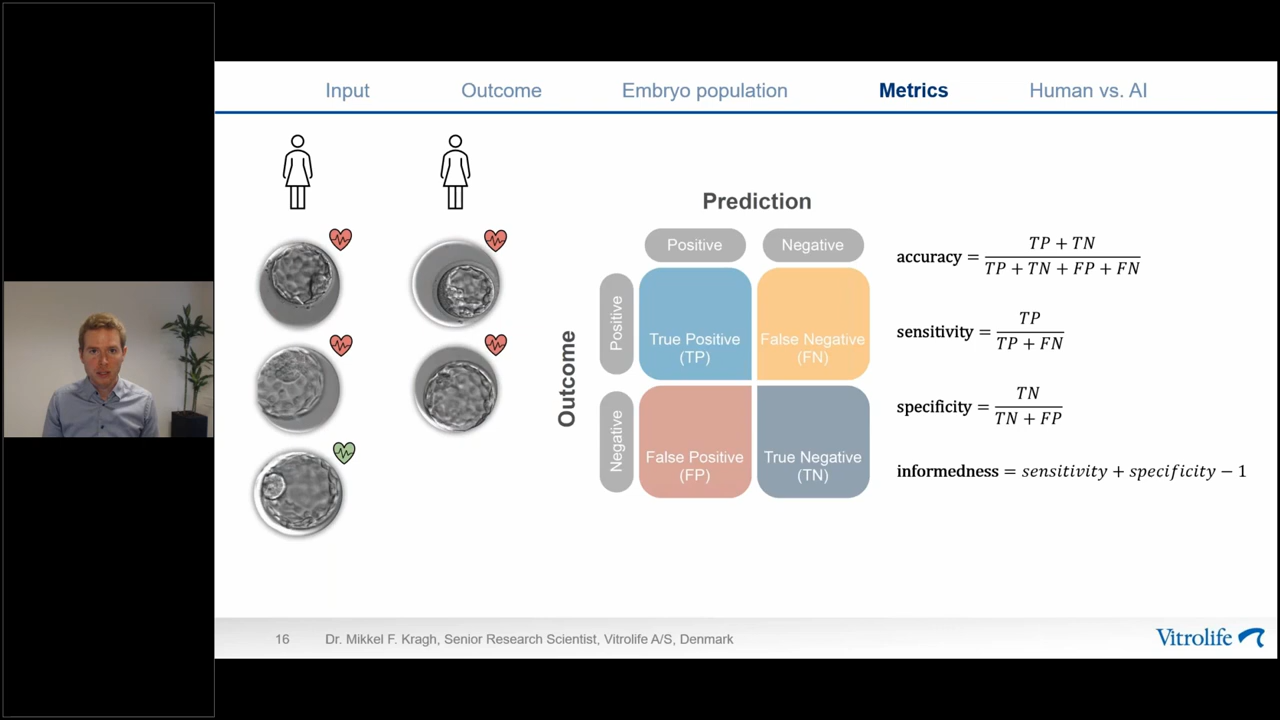 Input Outcome Embryo population Metrics Human vs. AI
Prediction
Positive Negative
Outcome
Positive
Negative
True Positive
(TP)
False Negative
(FN)
False Positive
(FP)
True Negative
(TN)
accuracy = TP + TN / TP + TN + FP + FN
sensitivity = TP / TP + FN
specificity = TN / TN + FP
informedness = sensitivity + specificity − 1
16 Dr. Mikkel F. Kragh, Senior Research Scientist, Vitrolife A/S, Denmark
Vitrolife